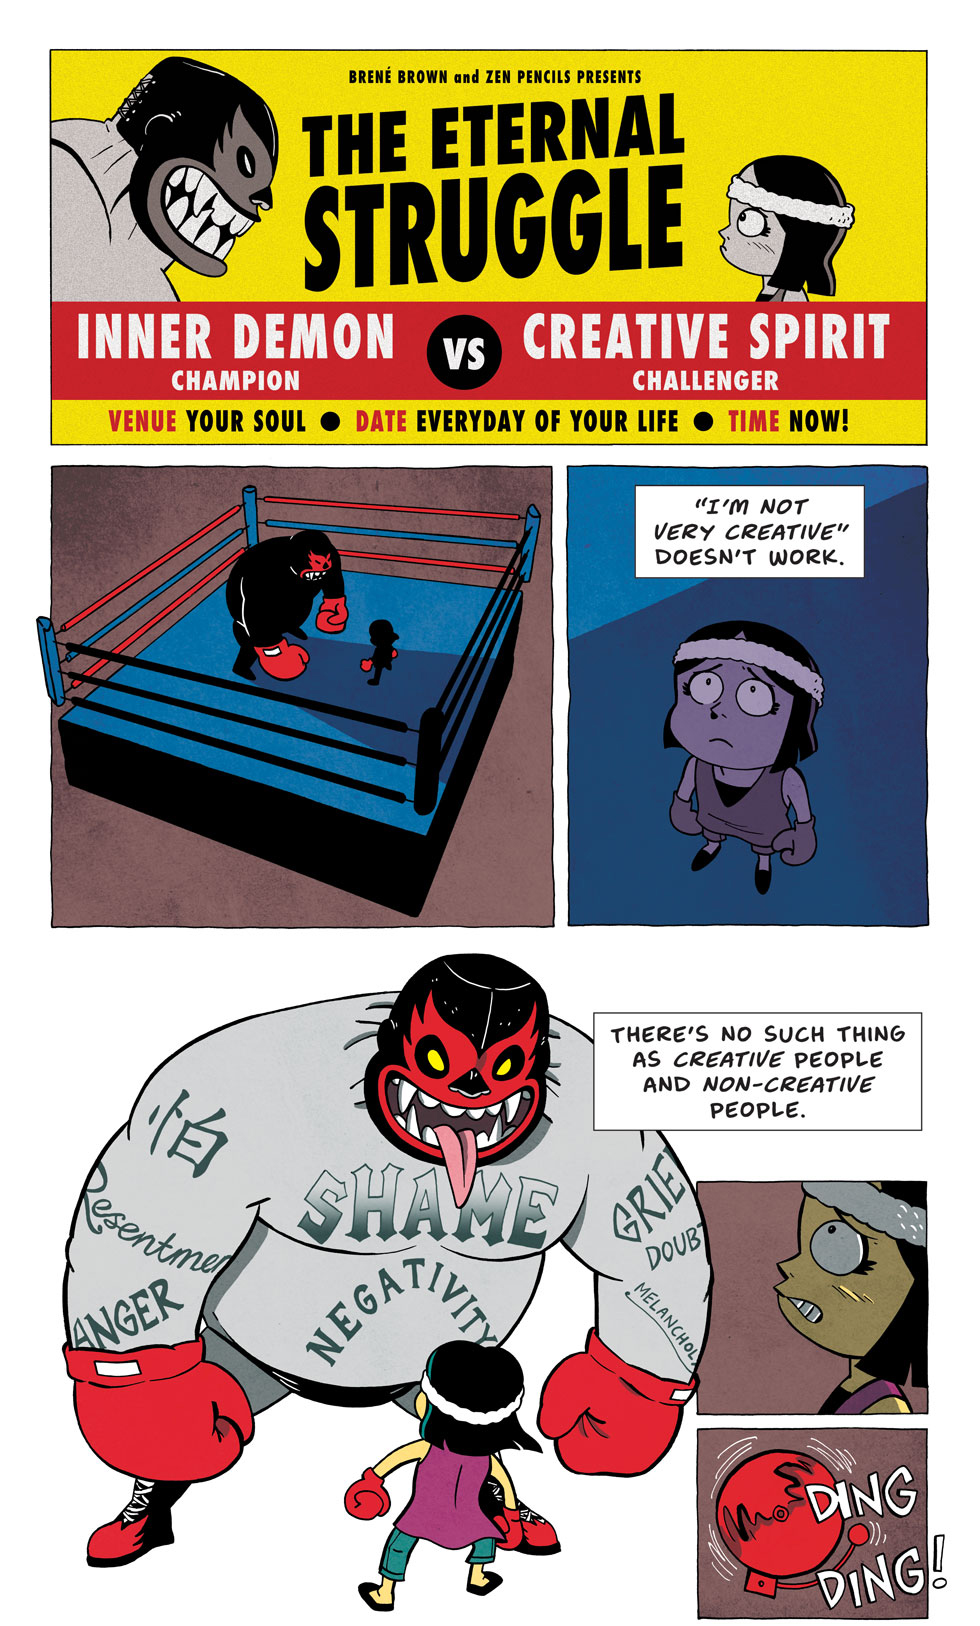 BRENÉ BROWN and ZEN PENCILS PRESENTS
THE ETERNAL
STRUGGLE
INNER DEMON
CHAMPION
VS
CREATIVE SPIRIT
CHALLENGER
VENUE YOUR SOUL ● DATE EVERYDAY OF YOUR LIFE ● TIME NOW!
"I'M NOT
VERY CREATIVE"
DOESN'T WORK.
THERE'S NO SUCH THING
AS CREATIVE PEOPLE
AND NON-CREATIVE
PEOPLE.
怕
Resentmen
ANGER
SHAME
NEGATIVITY
GRIEF
DOUBT
MELANCHOL
DING
DING!